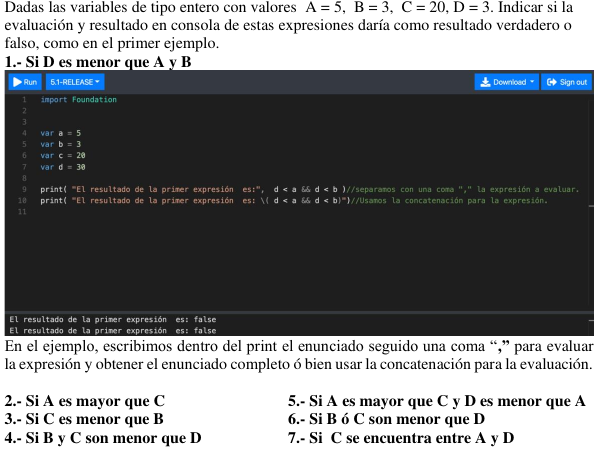 Dadas las variables de tipo entero con valores A = 5, B = 3, C = 20, D = 3. Indicar si la
evaluación y resultado en consola de estas expresiones daría como resultado verdadero o
falso, como en el primer ejemplo.
1.- Si D es menor que A y B
Run 5.1-RELEASE Download Sign out
1 import Foundation
2
3
4 var a = 5
5 var b = 3
6 var c = 20
7 var d = 30
8
9 print( "El resultado de la primer expresión es:", d < a && d < b )//separamos con una coma "," la expresión a evaluar.
10 print( "El resultado de la primer expresión es: \( d < a && d < b)")//Usamos la concatenación para la expresión.
11
El resultado de la primer expresión es: false
El resultado de la primer expresión es: false
En el ejemplo, escribimos dentro del print el enunciado seguido una coma “,” para evaluar
la expresión y obtener el enunciado completo ó bien usar la concatenación para la evaluación.
2.- Si A es mayor que C
3.- Si C es menor que B
4.- Si B y C son menor que D
5.- Si A es mayor que C y D es menor que A
6.- Si B ó C son menor que D
7.- Si C se encuentra entre A y D